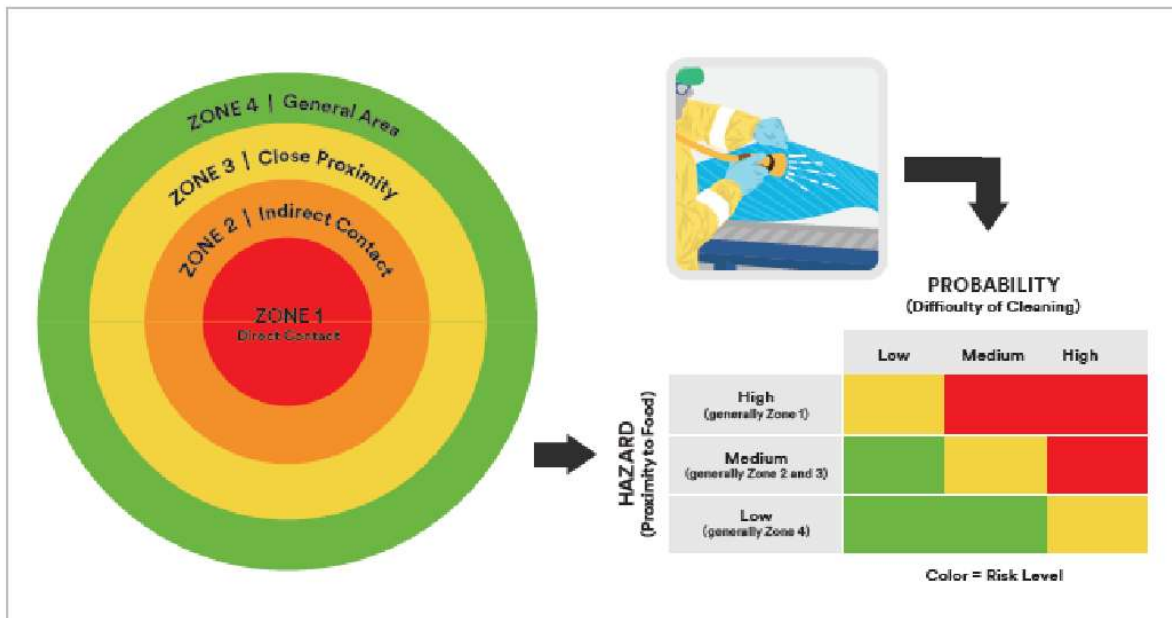 ZONE 4 | General Area
ZONE 3 | Close Proximity
ZONE 2 | Indirect Contact
ZONE 1
Direct Contact
PROBABILITY
(Difficulty of Cleaning)
Low Medium High
HAZARD
(Proximity to Food)
High
(generally Zone 1)
Medium
(generally Zone 2 and 3)
Low
(generally Zone 4)
Color = Risk Level